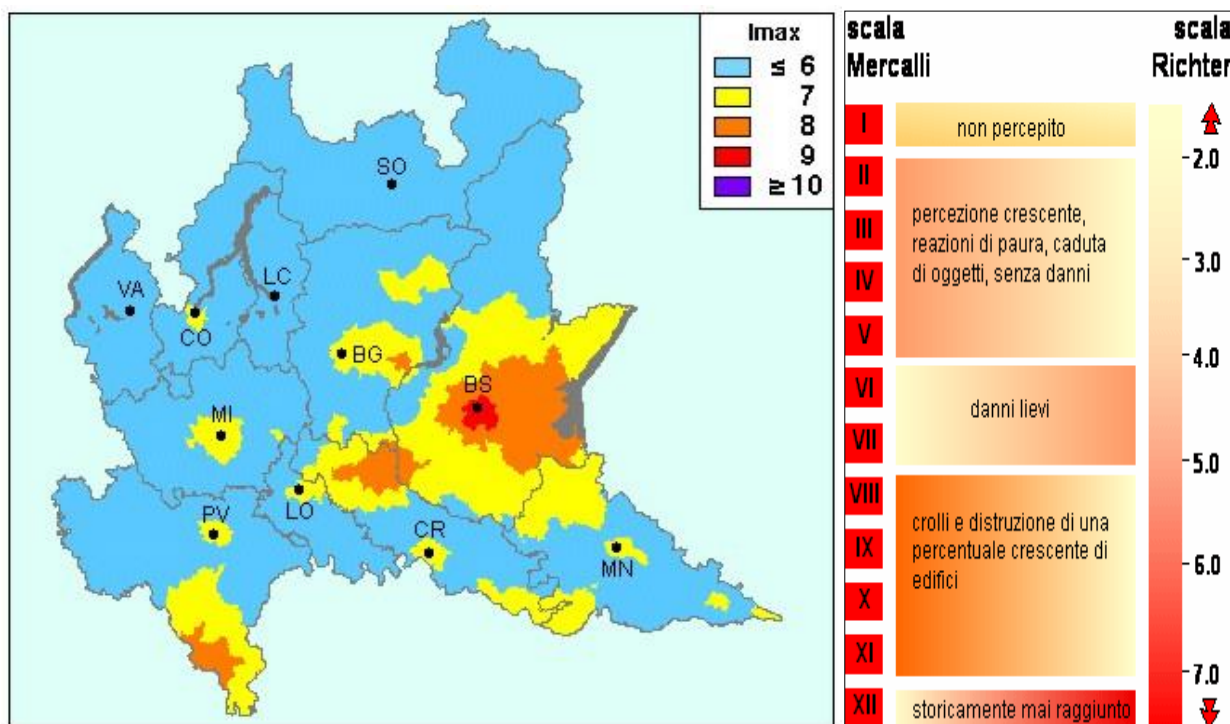 Imax
≤ 6
7
8
9
≥ 10
SO
VA
CO
LC
BG
BS
MI
LO
PV
CR
MN
scala
Mercalli
scala
Richter
I
non percepito
II
III
IV
V
percezione crescente,
reazioni di paura, caduta
di oggetti, senza danni
VI
VII
danni lievi
VIII
IX
X
XI
crolli e distruzione di una
percentuale crescente di
edifici
XII
storicamente mai raggiunto
2.0
3.0
4.0
5.0
6.0
7.0